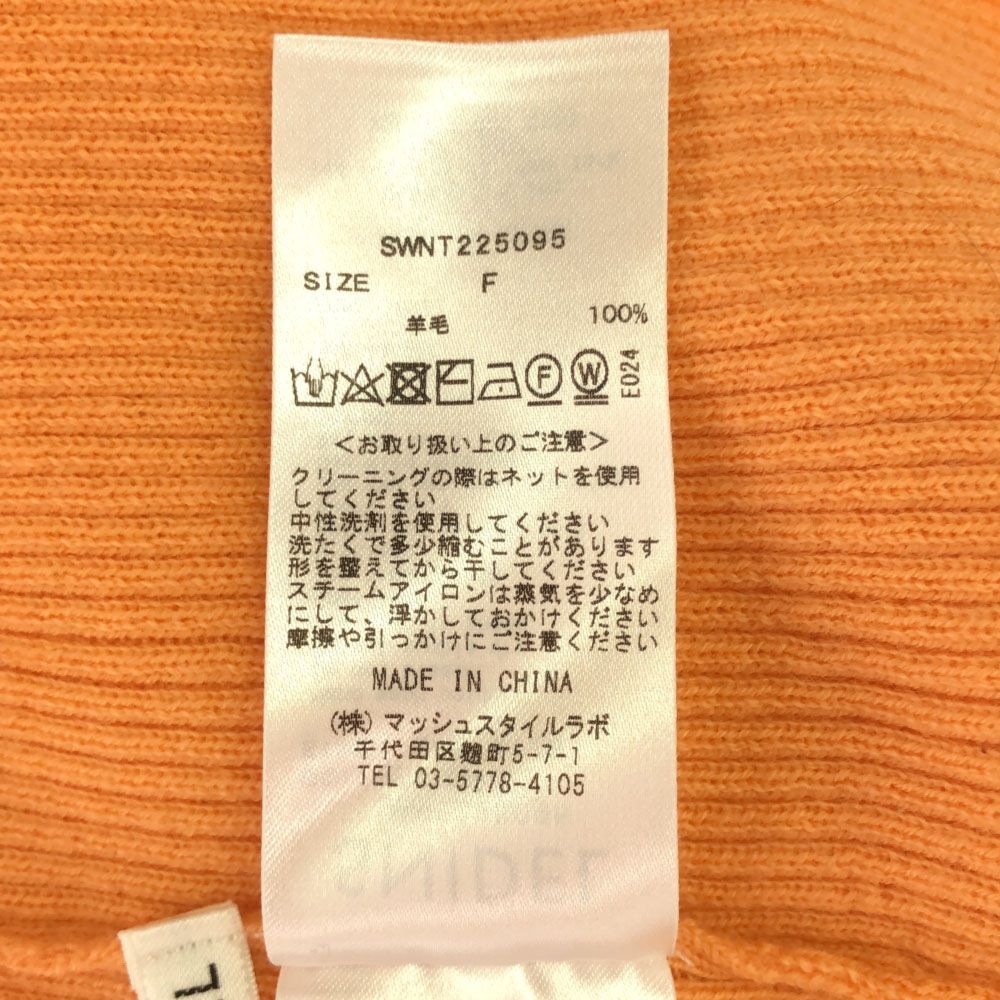 SWNT225095
SIZE F
羊毛 100%
F W E024
<お取り扱い上のご注意>
クリーニングの際はネットを使用
してください
中性洗剤を使用してください
洗たくで多少縮むことがあります
形を整えてから干してください
スチームアイロンは蒸気を少なめ
にして、浮かしておかけください
摩擦や引っかけにご注意ください
MADE IN CHINA
(株)マッシュスタイルラボ
千代田区麹町5-7-1
TEL 03-5778-4105
SNIDEL